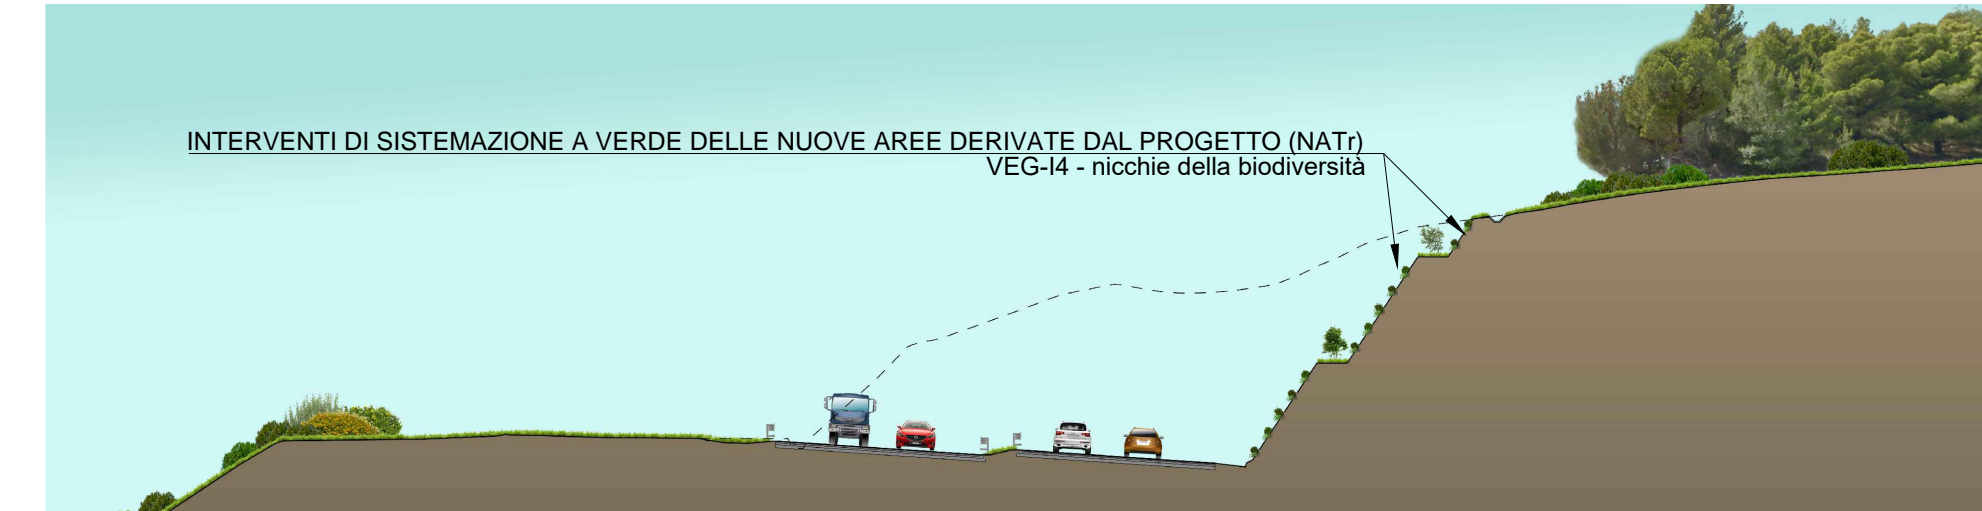 INTERVENTI DI SISTEMAZIONE A VERDE DELLE NUOVE AREE DERIVATE DAL PROGETTO (NATr)
VEG-I4 - nicchie della biodiversità